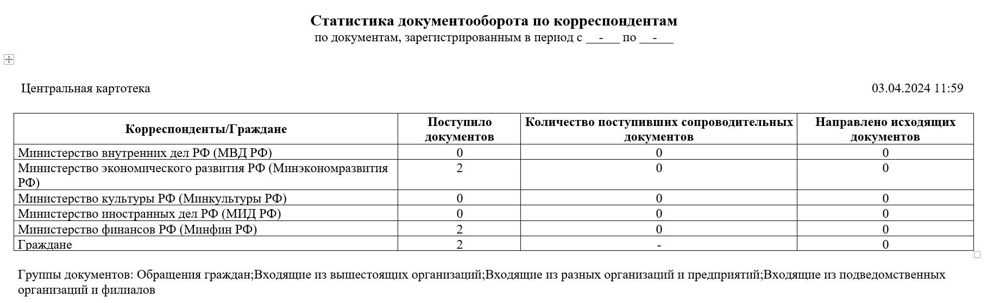 Статистика документооборота по корреспондентам
по документам, зарегистрированным в период с __-__ по __-__
Центральная картотека 03.04.2024 11:59
Корреспонденты/Граждане Поступило документов Количество поступивших сопроводительных документов Направлено исходящих документов
Министерство внутренних дел РФ (МВД РФ) 0 0 0
Министерство экономического развития РФ (Минэкономразвития 2 0 0
РФ)
Министерство культуры РФ (Минкультуры РФ) 0 0 0
Министерство иностранных дел РФ (МИД РФ) 0 0 0
Министерство финансов РФ (Минфин РФ) 2 0 0
Граждане 2 - 0
Группы документов: Обращения граждан;Входящие из вышестоящих организаций;Входящие из разных организаций и предприятий;Входящие из подведомственных
организаций и филиалов